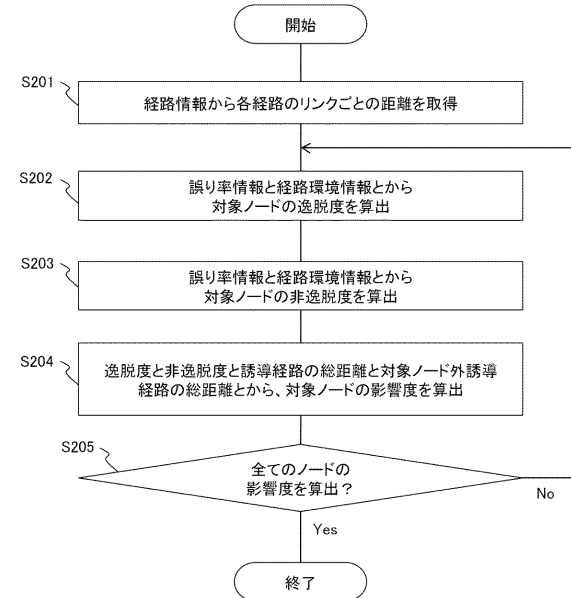 開始
S201
経路情報から各経路のリンクごとの距離を取得
S202
誤り率情報と経路環境情報とから
対象ノードの逸脱度を算出
S203
誤り率情報と経路環境情報とから
対象ノードの非逸脱度を算出
S204
逸脱度と非逸脱度と誘導経路の総距離と対象ノード外誘導
経路の総距離とから、対象ノードの影響度を算出
S205
全てのノードの
影響度を算出？
No
Yes
終了